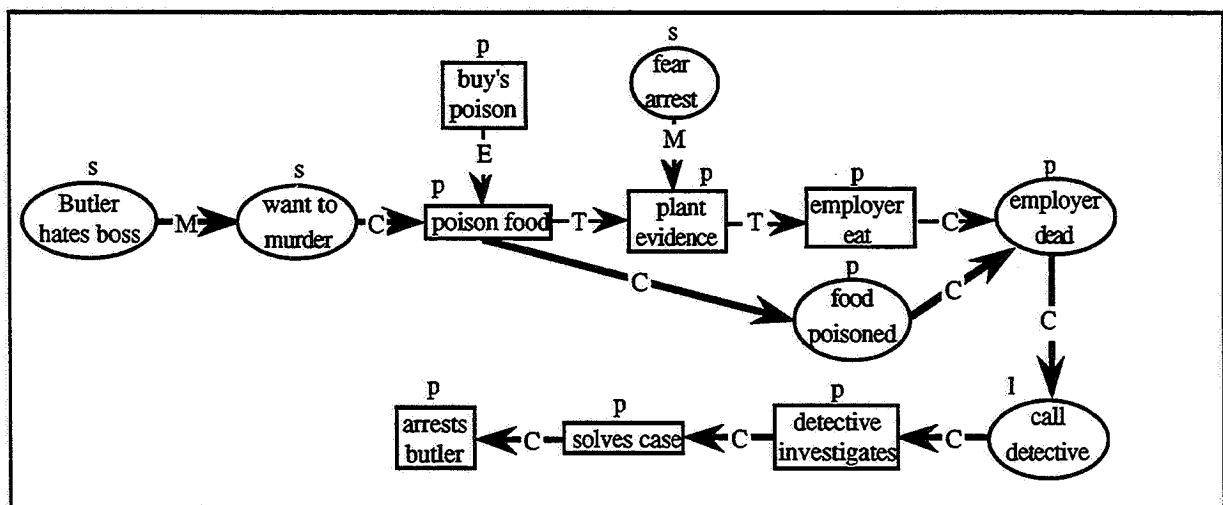 p
buy's
poison
E
s
fear
arrest
M
s
Butler
hates boss
M
s
want to
murder
C
p
poison food
T
p
plant
evidence
T
p
employer
eat
C
p
employer
dead
C
p
food
poisoned
C
C
1
call
detective
C
p
detective
investigates
C
p
solves case
C
p
arrests
butler